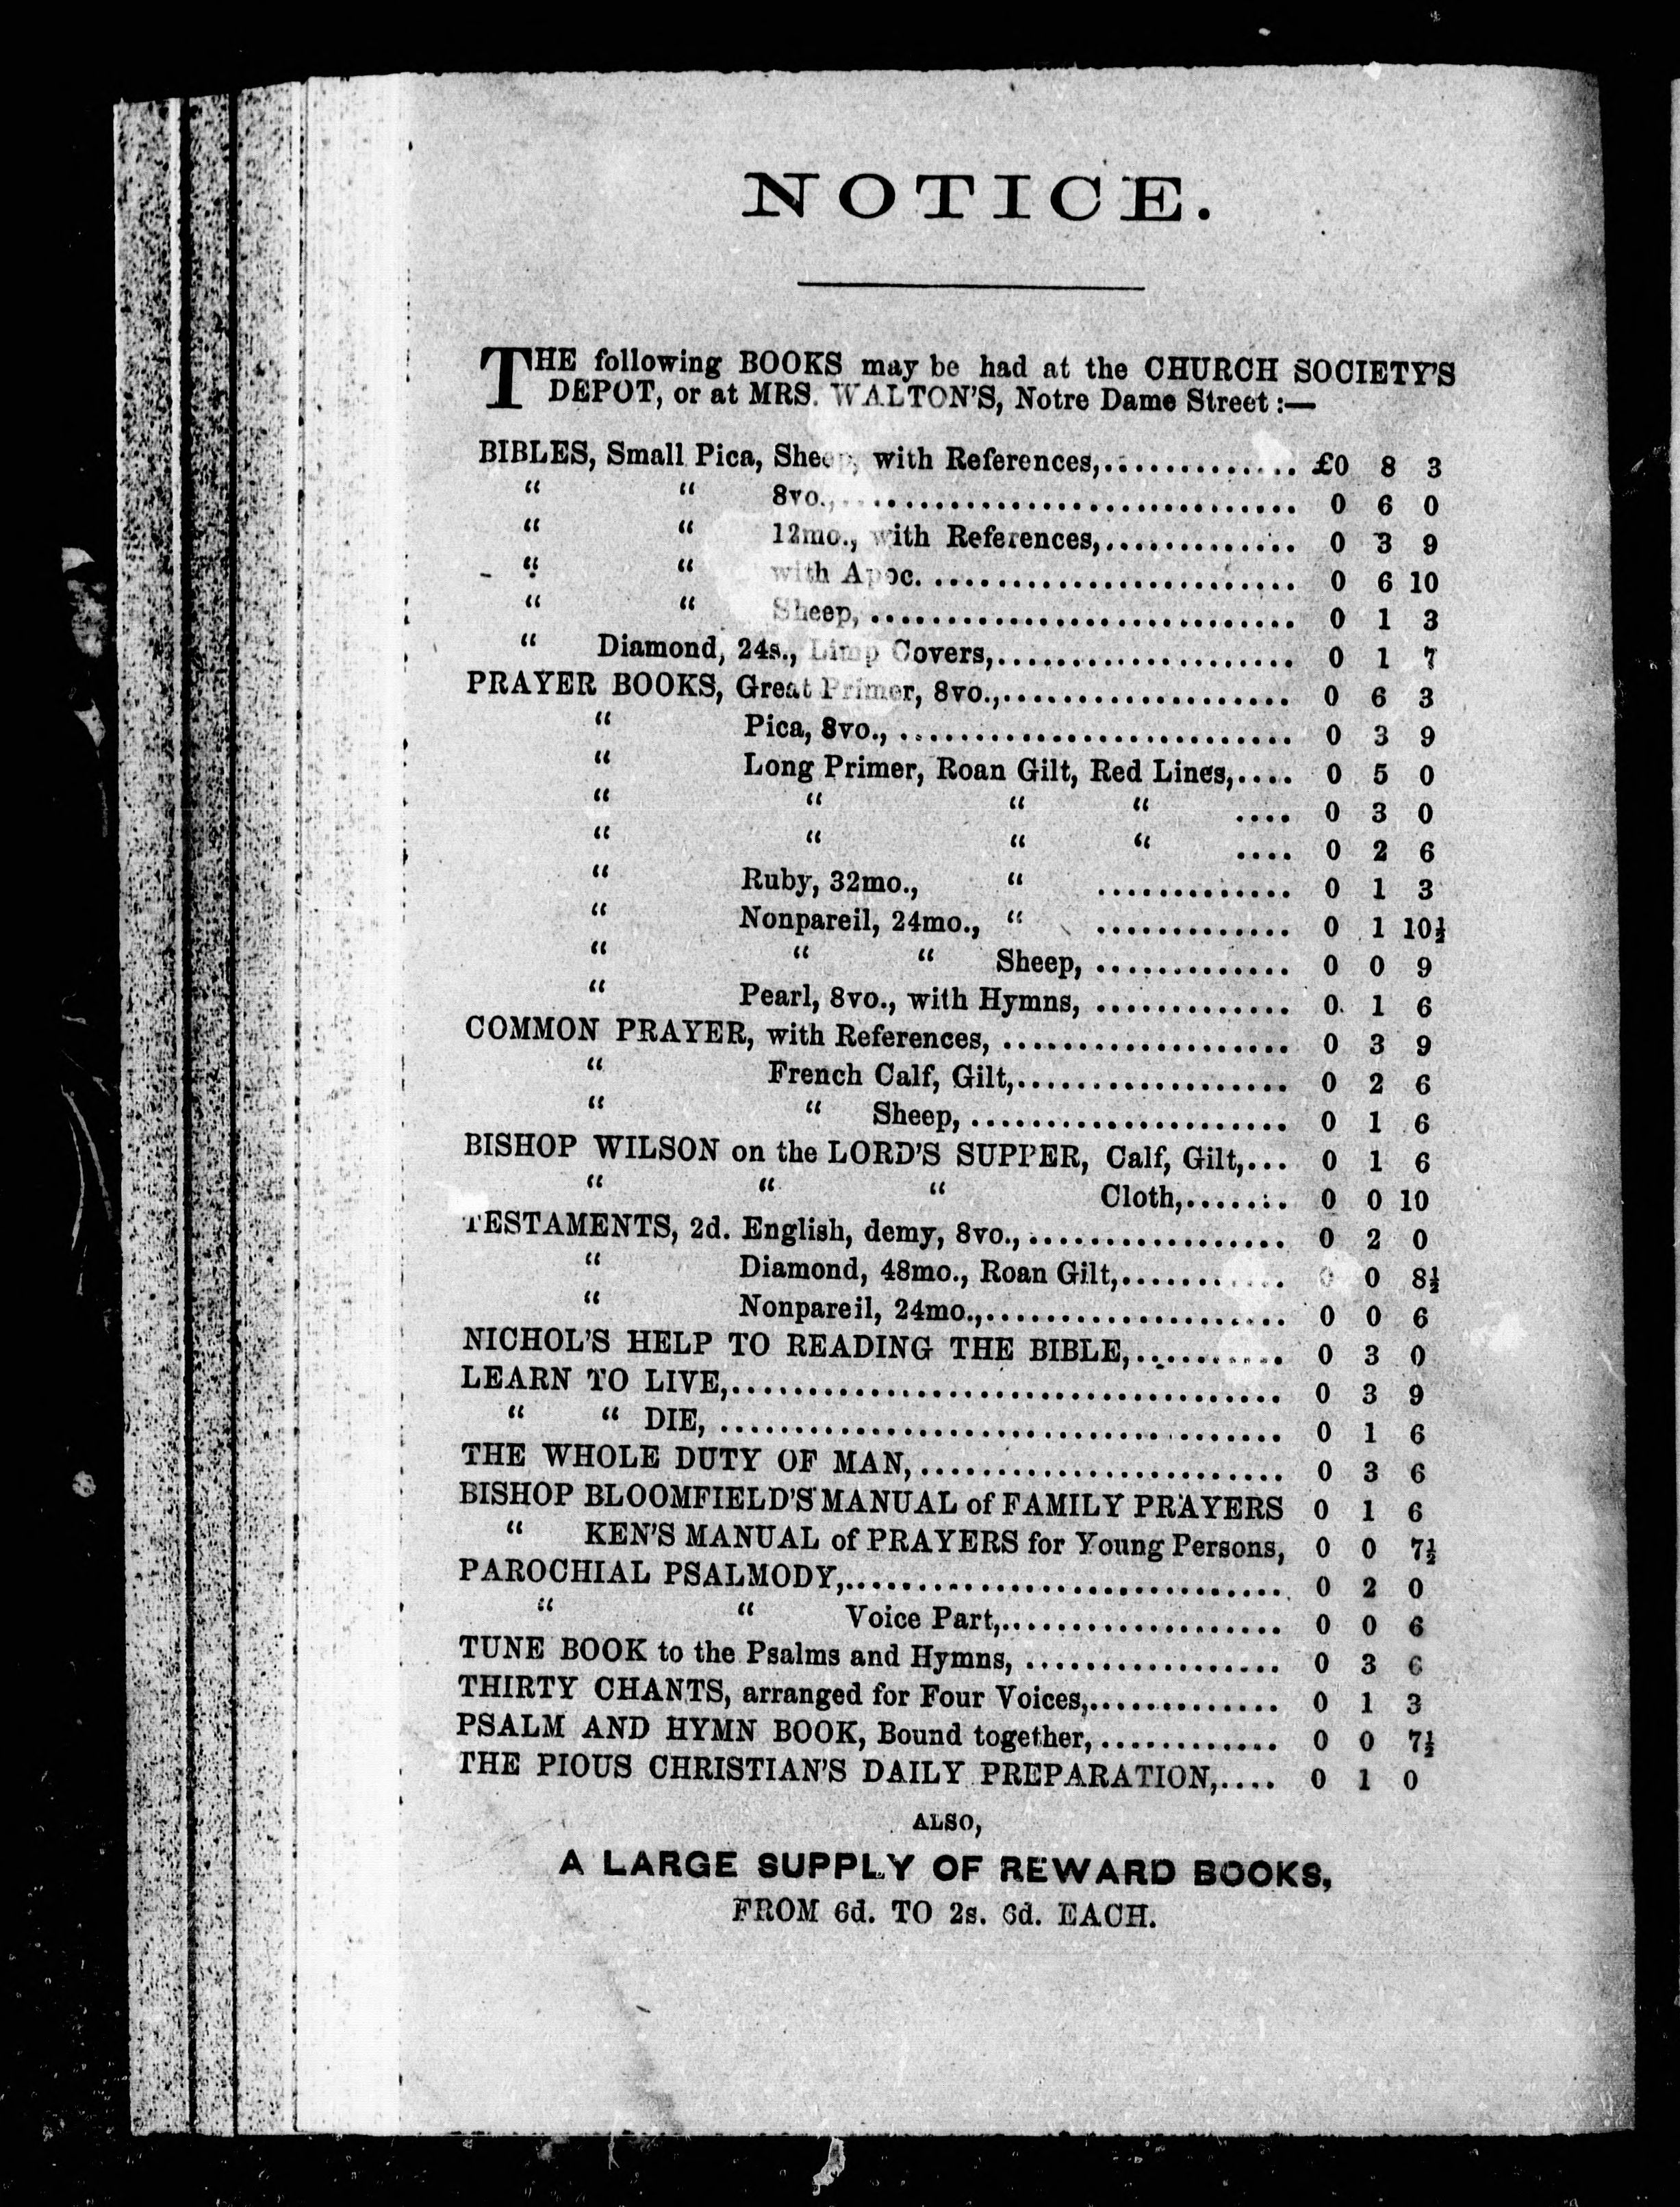 NOTICE.
THE following BOOKS may be had at the CHURCH SOCIETY'S
DEPOT, or at MRS. WALTON'S, Notre Dame Street :—
BIBLES, Small Pica, Sheep, with References,............. £0 8 3
“ “ 8vo.,............................. 0 6 0
“ “ 12mo., with References,............. 0 3 9
“ “ with Apoc. ........................ 0 6 10
“ “ Sheep, ............................ 0 1 3
“ Diamond, 24s., Limp Covers,.................... 0 1 7
PRAYER BOOKS, Great Primer, 8vo.,................... 0 6 3
“ Pica, 8vo., .......................... 0 3 9
“ Long Primer, Roan Gilt, Red Lines,.... 0 5 0
“ “ “ “ .... 0 3 0
“ “ “ “ .... 0 2 6
“ Ruby, 32mo., “ ............. 0 1 3
“ Nonpareil, 24mo., “ ............. 0 1 10½
“ “ “ Sheep, ............. 0 0 9
“ Pearl, 8vo., with Hymns, ............. 0 1 6
COMMON PRAYER, with References, ................... 0 3 9
“ French Calf, Gilt,.................. 0 2 6
“ “ Sheep, ..................... 0 1 6
BISHOP WILSON on the LORD'S SUPPER, Calf, Gilt,... 0 1 6
“ “ “ Cloth,....... 0 0 10
TESTAMENTS, 2d. English, demy, 8vo.,................. 0 2 0
“ Diamond, 48mo., Roan Gilt,........... 0 0 8½
“ Nonpareil, 24mo.,.................... 0 0 6
NICHOL'S HELP TO READING THE BIBLE,.......... 0 3 0
LEARN TO LIVE,.................................... 0 3 9
“ “ DIE, ..................................... 0 1 6
THE WHOLE DUTY OF MAN,........................ 0 3 6
BISHOP BLOOMFIELD'S MANUAL of FAMILY PRAYERS 0 1 6
“ KEN'S MANUAL of PRAYERS for Young Persons, 0 0 7½
PAROCHIAL PSALMODY,............................. 0 2 0
“ “ Voice Part,................... 0 0 6
TUNE BOOK to the Psalms and Hymns, ................. 0 3 6
THIRTY CHANTS, arranged for Four Voices,............. 0 1 3
PSALM AND HYMN BOOK, Bound together,............ 0 0 7½
THE PIOUS CHRISTIAN'S DAILY PREPARATION,.... 0 1 0
ALSO,
A LARGE SUPPLY OF REWARD BOOKS,
FROM 6d. TO 2s. 6d. EACH.